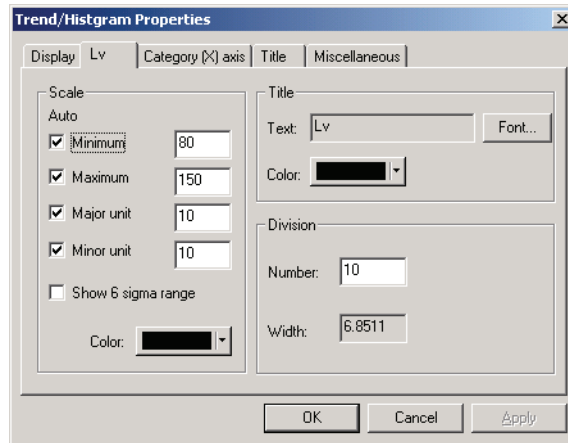 Trend/Histgram Properties
Display Lv Category (X) axis Title Miscellaneous
Scale
Auto
Minimum 80
Maximum 150
Major unit 10
Minor unit 10
Show 6 sigma range
Color:
Title
Text: Lv Font...
Color:
Division
Number: 10
Width: 6.8511
OK Cancel Apply